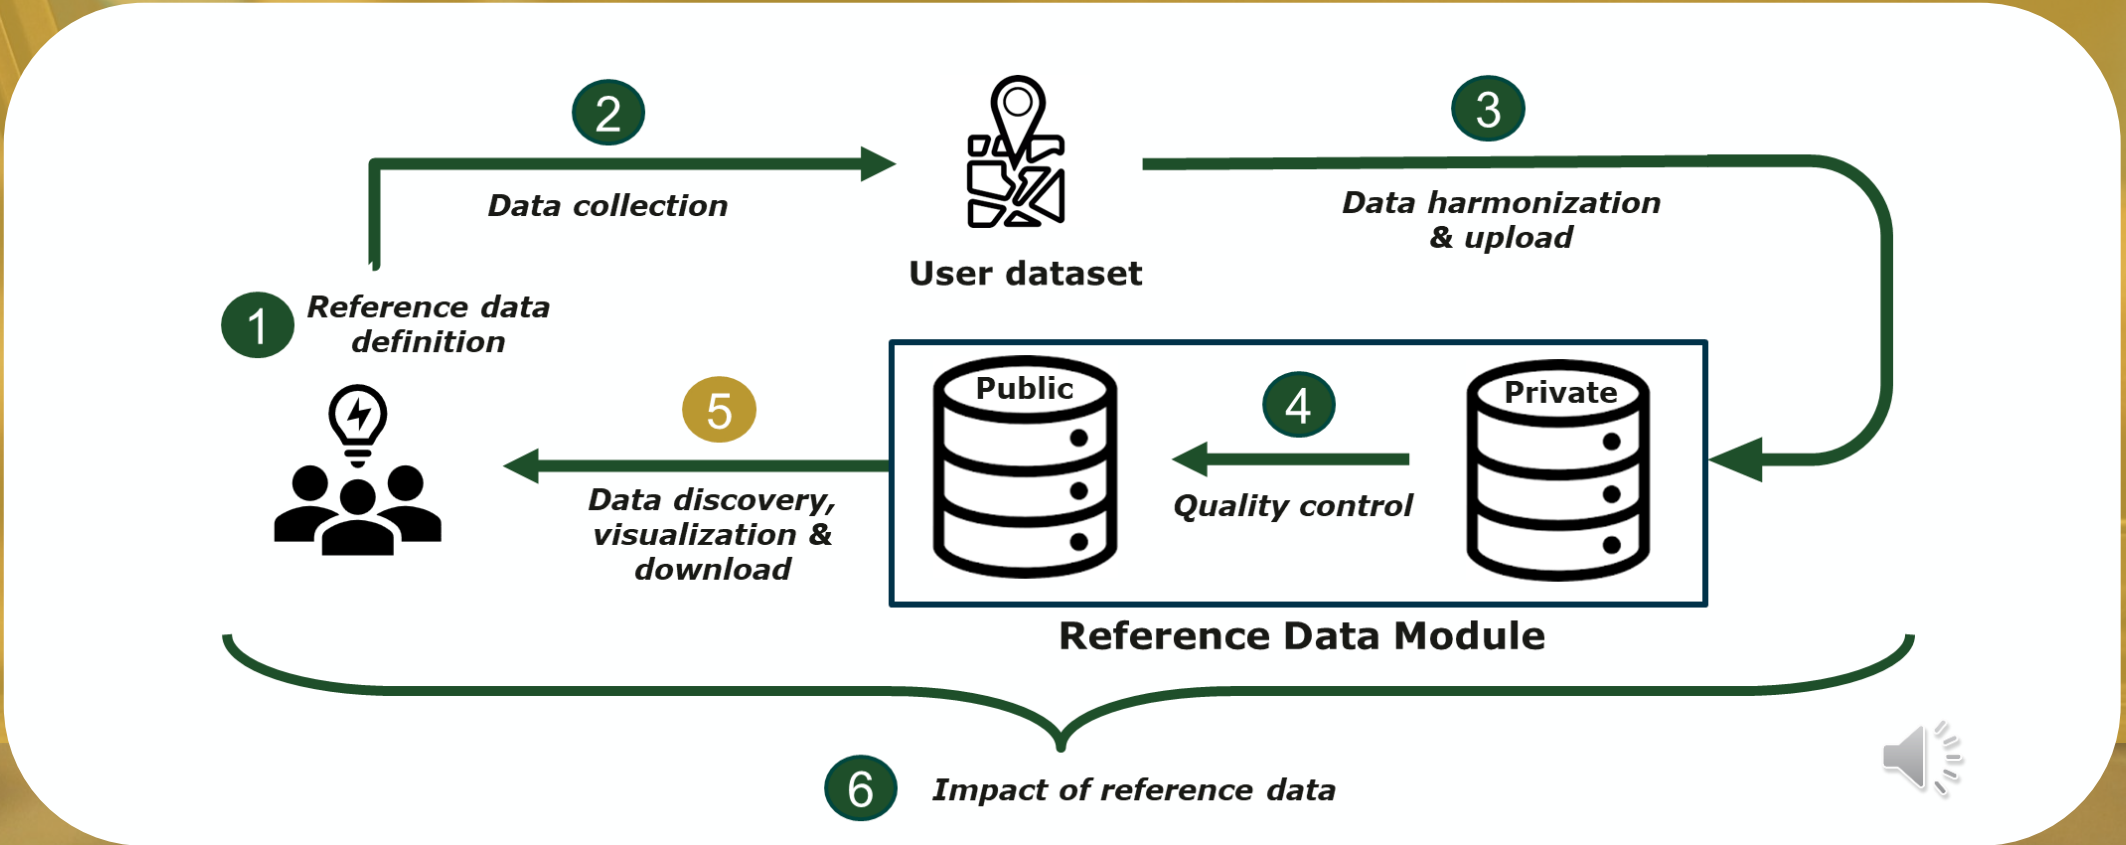 2
Data collection
User dataset
3
Data harmonization
& upload
1
Reference data
definition
5
Data discovery,
visualization &
download
Public
4
Quality control
Private
Reference Data Module
6
Impact of reference data